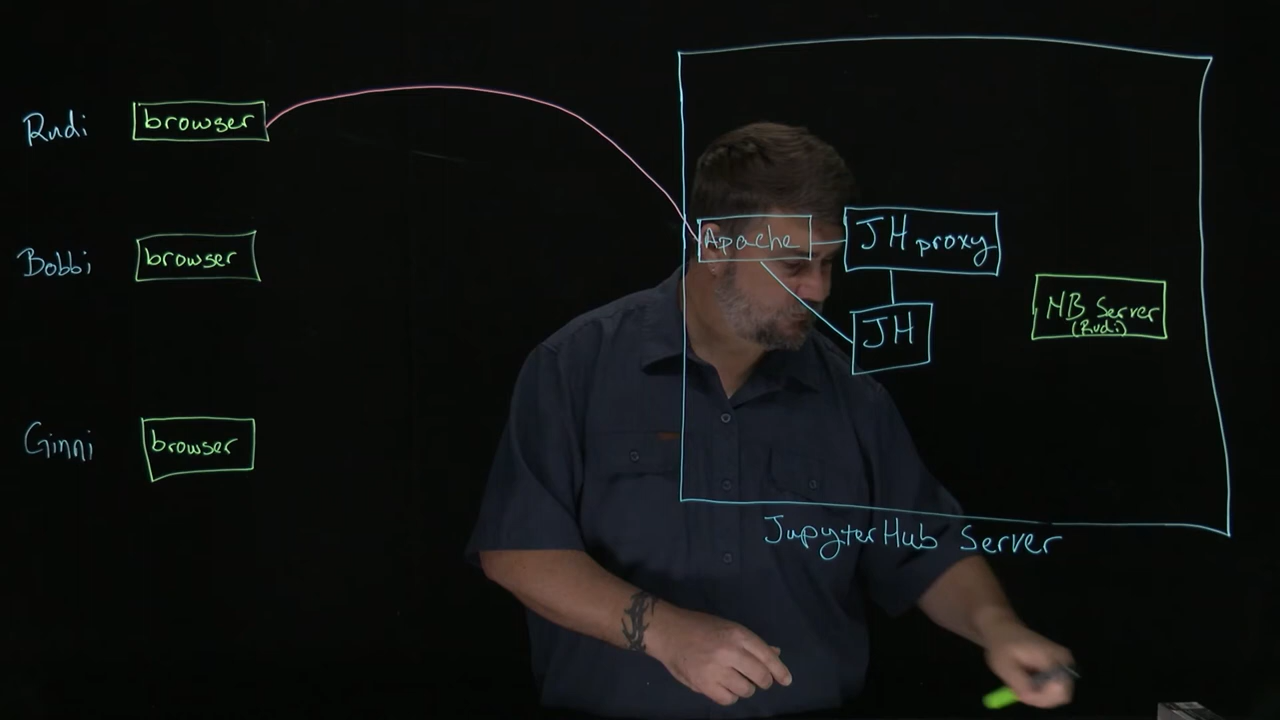 Rudi browser
Bobbi browser
Ginni browser
Apache
JH proxy
JH
NB Server
(Rudi)
JupyterHub Server